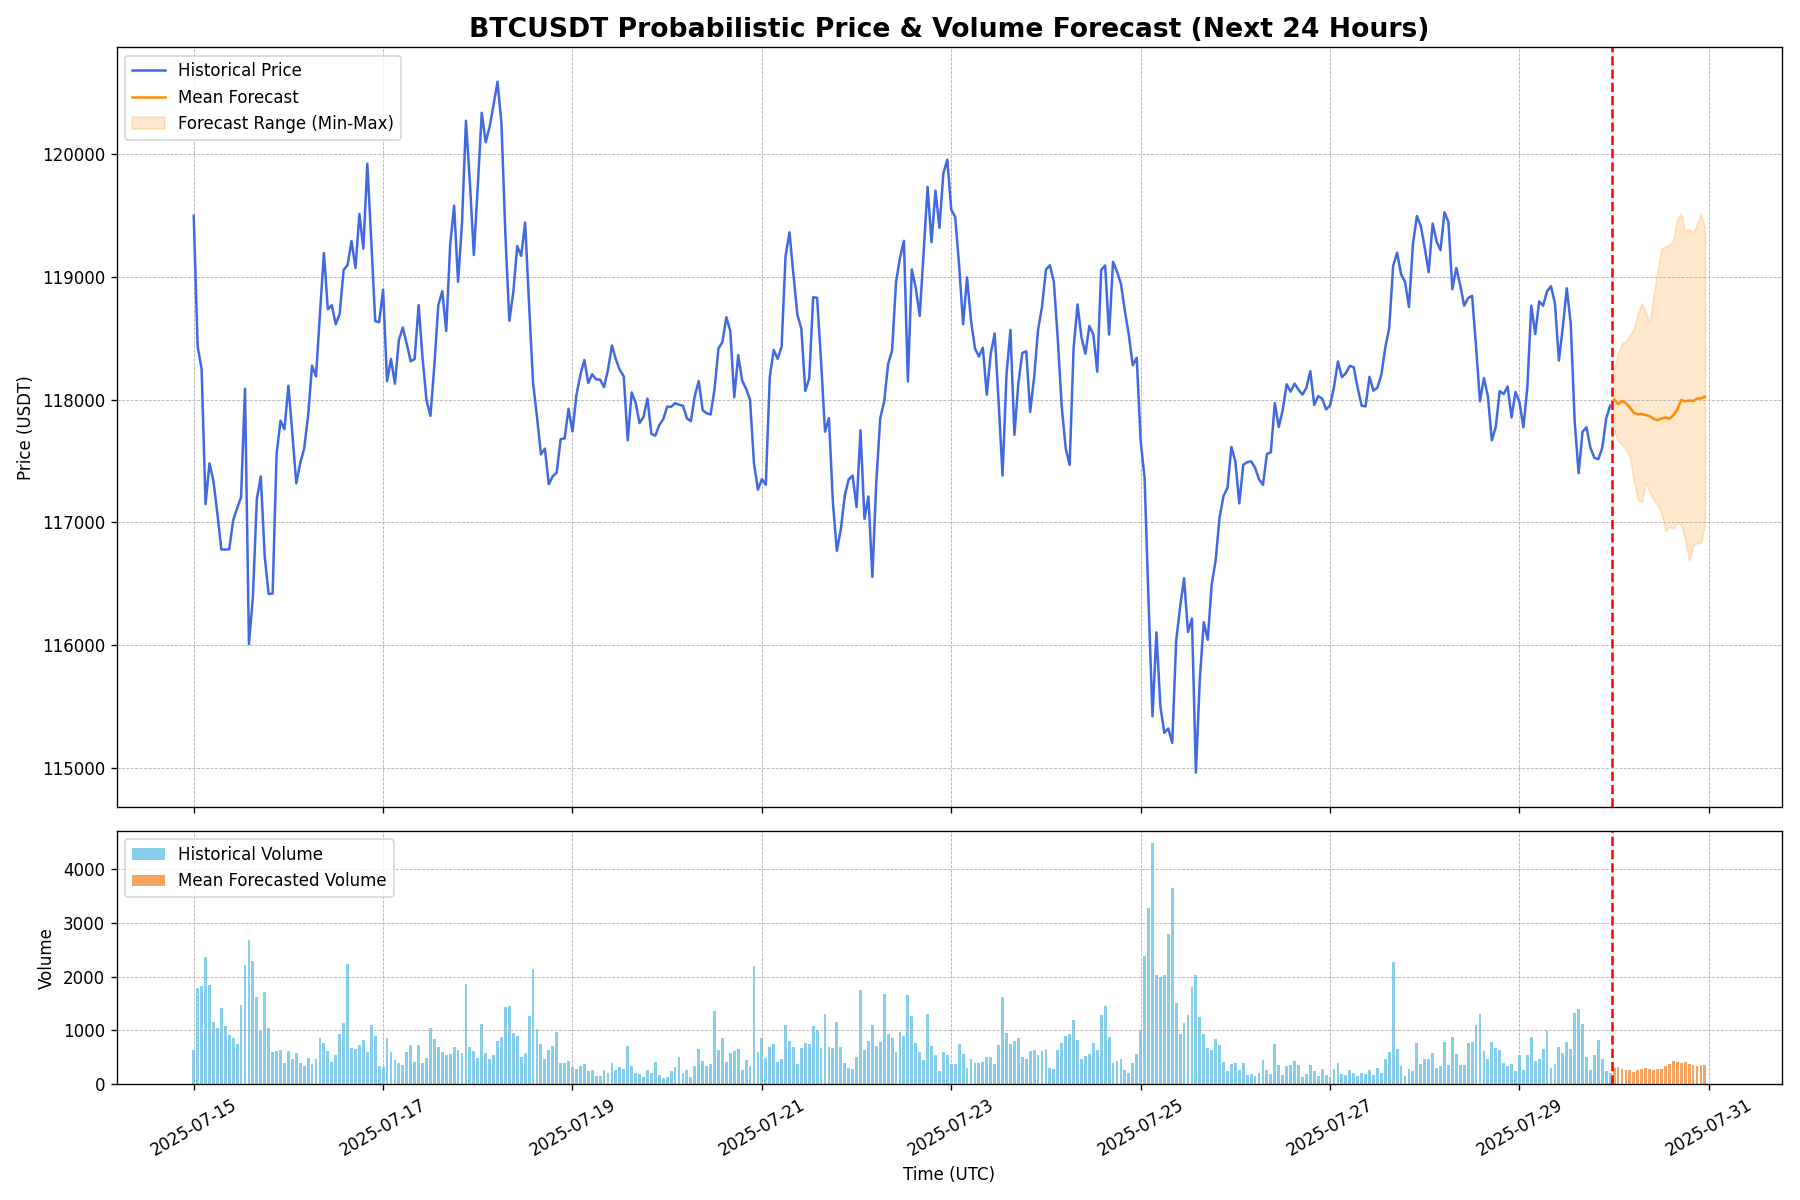 BTCUSDT Probabilistic Price & Volume Forecast (Next 24 Hours)
Historical Price
Mean Forecast
Forecast Range (Min-Max)
Price (USDT)
120000
119000
118000
117000
116000
115000
Historical Volume
Mean Forecasted Volume
Volume
4000
3000
2000
1000
0
2025-07-15
2025-07-17
2025-07-19
2025-07-21
2025-07-23
2025-07-25
2025-07-27
2025-07-29
2025-07-31
Time (UTC)